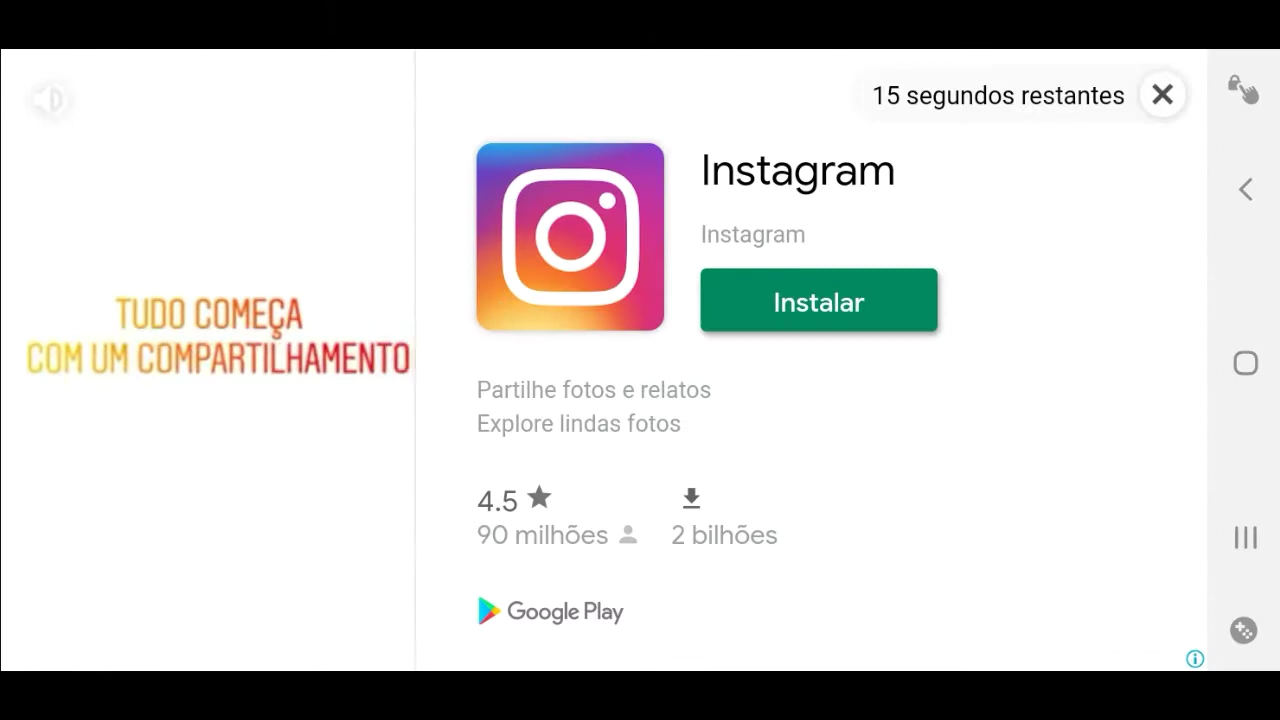 15 segundos restantes
Instagram
Instagram
Instalar
TUDO COMEÇA
COM UM COMPARTILHAMENTO
Partilhe fotos e relatos
Explore lindas fotos
4.5
90 milhões
2 bilhões
Google Play